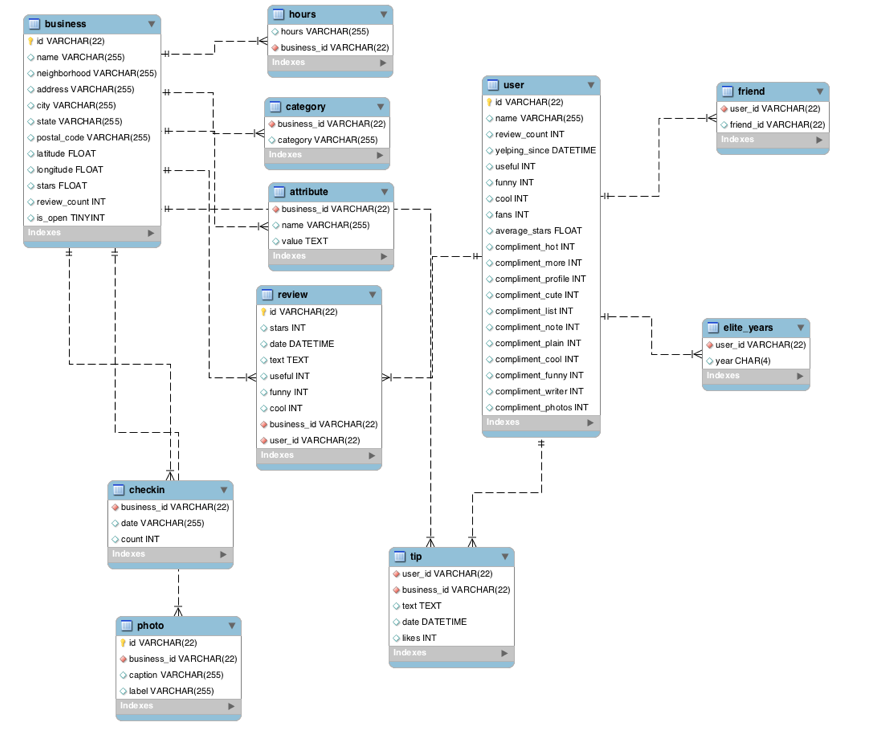 business
id VARCHAR(22)
name VARCHAR(255)
neighborhood VARCHAR(255)
address VARCHAR(255)
city VARCHAR(255)
state VARCHAR(255)
postal_code VARCHAR(255)
latitude FLOAT
longitude FLOAT
stars FLOAT
review_count INT
is_open TINYINT
Indexes
hours
hours VARCHAR(255)
business_id VARCHAR(22)
Indexes
category
business_id VARCHAR(22)
category VARCHAR(255)
Indexes
attribute
business_id VARCHAR(22)
name VARCHAR(255)
value TEXT
Indexes
review
id VARCHAR(22)
stars INT
date DATETIME
text TEXT
useful INT
funny INT
cool INT
business_id VARCHAR(22)
user_id VARCHAR(22)
Indexes
user
id VARCHAR(22)
name VARCHAR(255)
review_count INT
yelping_since DATETIME
useful INT
funny INT
cool INT
fans INT
average_stars FLOAT
compliment_hot INT
compliment_more INT
compliment_profile INT
compliment_cute INT
compliment_list INT
compliment_note INT
compliment_plain INT
compliment_cool INT
compliment_funny INT
compliment_writer INT
compliment_photos INT
Indexes
friend
user_id VARCHAR(22)
friend_id VARCHAR(22)
Indexes
elite_years
user_id VARCHAR(22)
year CHAR(4)
Indexes
checkin
business_id VARCHAR(22)
date VARCHAR(255)
count INT
Indexes
tip
user_id VARCHAR(22)
business_id VARCHAR(22)
text TEXT
date DATETIME
likes INT
Indexes
photo
id VARCHAR(22)
business_id VARCHAR(22)
caption VARCHAR(255)
label VARCHAR(255)
Indexes